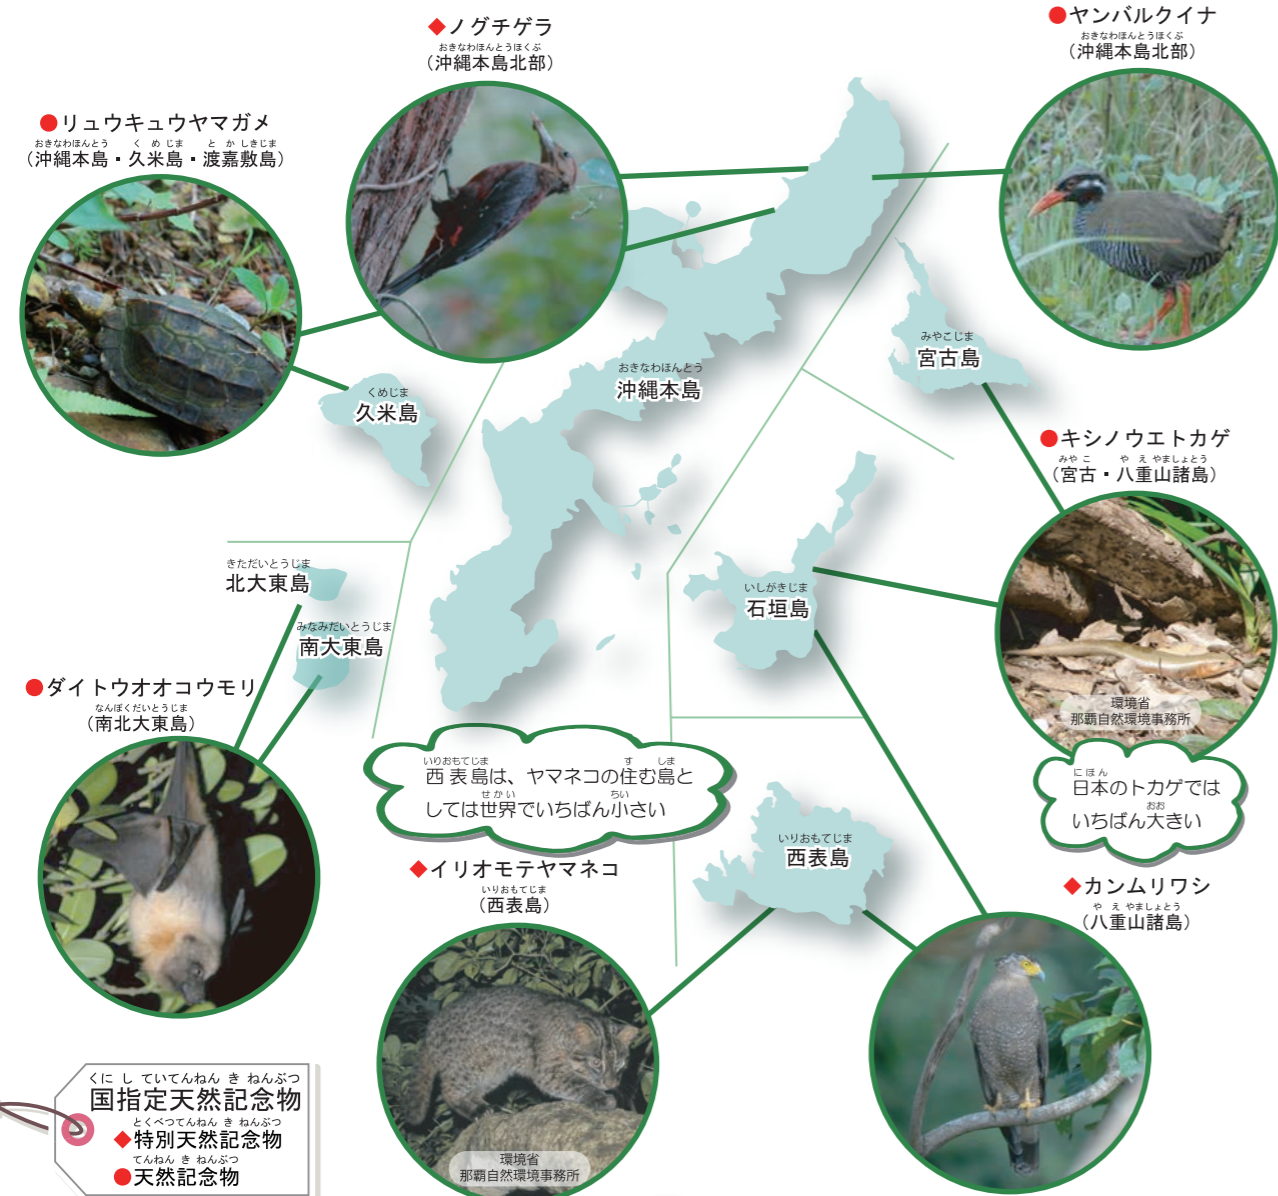 ◆ノグチゲラ
おきなわほんとうほくぶ
（沖縄本島北部）
●ヤンバルクイナ
おきなわほんとうほくぶ
（沖縄本島北部）
●リュウキュウヤマガメ
おきなわほんとう くめじま とかしきじま
（沖縄本島・久米島・渡嘉敷島）
みやこじま
宮古島
おきなわほんとう
沖縄本島
くめじま
久米島
●キシノウエトカゲ
みやこ やえやましょとう
（宮古・八重山諸島）
環境省
那覇自然環境事務所
にほん
日本のトカゲでは
おお
いちばん大きい
きただいとうじま
北大東島
みなみだいとうじま
南大東島
いしがきじま
石垣島
●ダイトウオオコウモリ
なんぼくだいとうじま
（南北大東島）
いりおもてじま す しま
西表島は、ヤマネコの住む島と
せかい ちい
しては世界でいちばん小さい
いりおもてじま
西表島
◆イリオモテヤマネコ
いりおもてじま
（西表島）
環境省
那覇自然環境事務所
◆カンムリワシ
やえやましょとう
（八重山諸島）
くにしていてんねんきねんぶつ
国指定天然記念物
とくべつてんねんきねんぶつ
◆特別天然記念物
てんねんきねんぶつ
●天然記念物